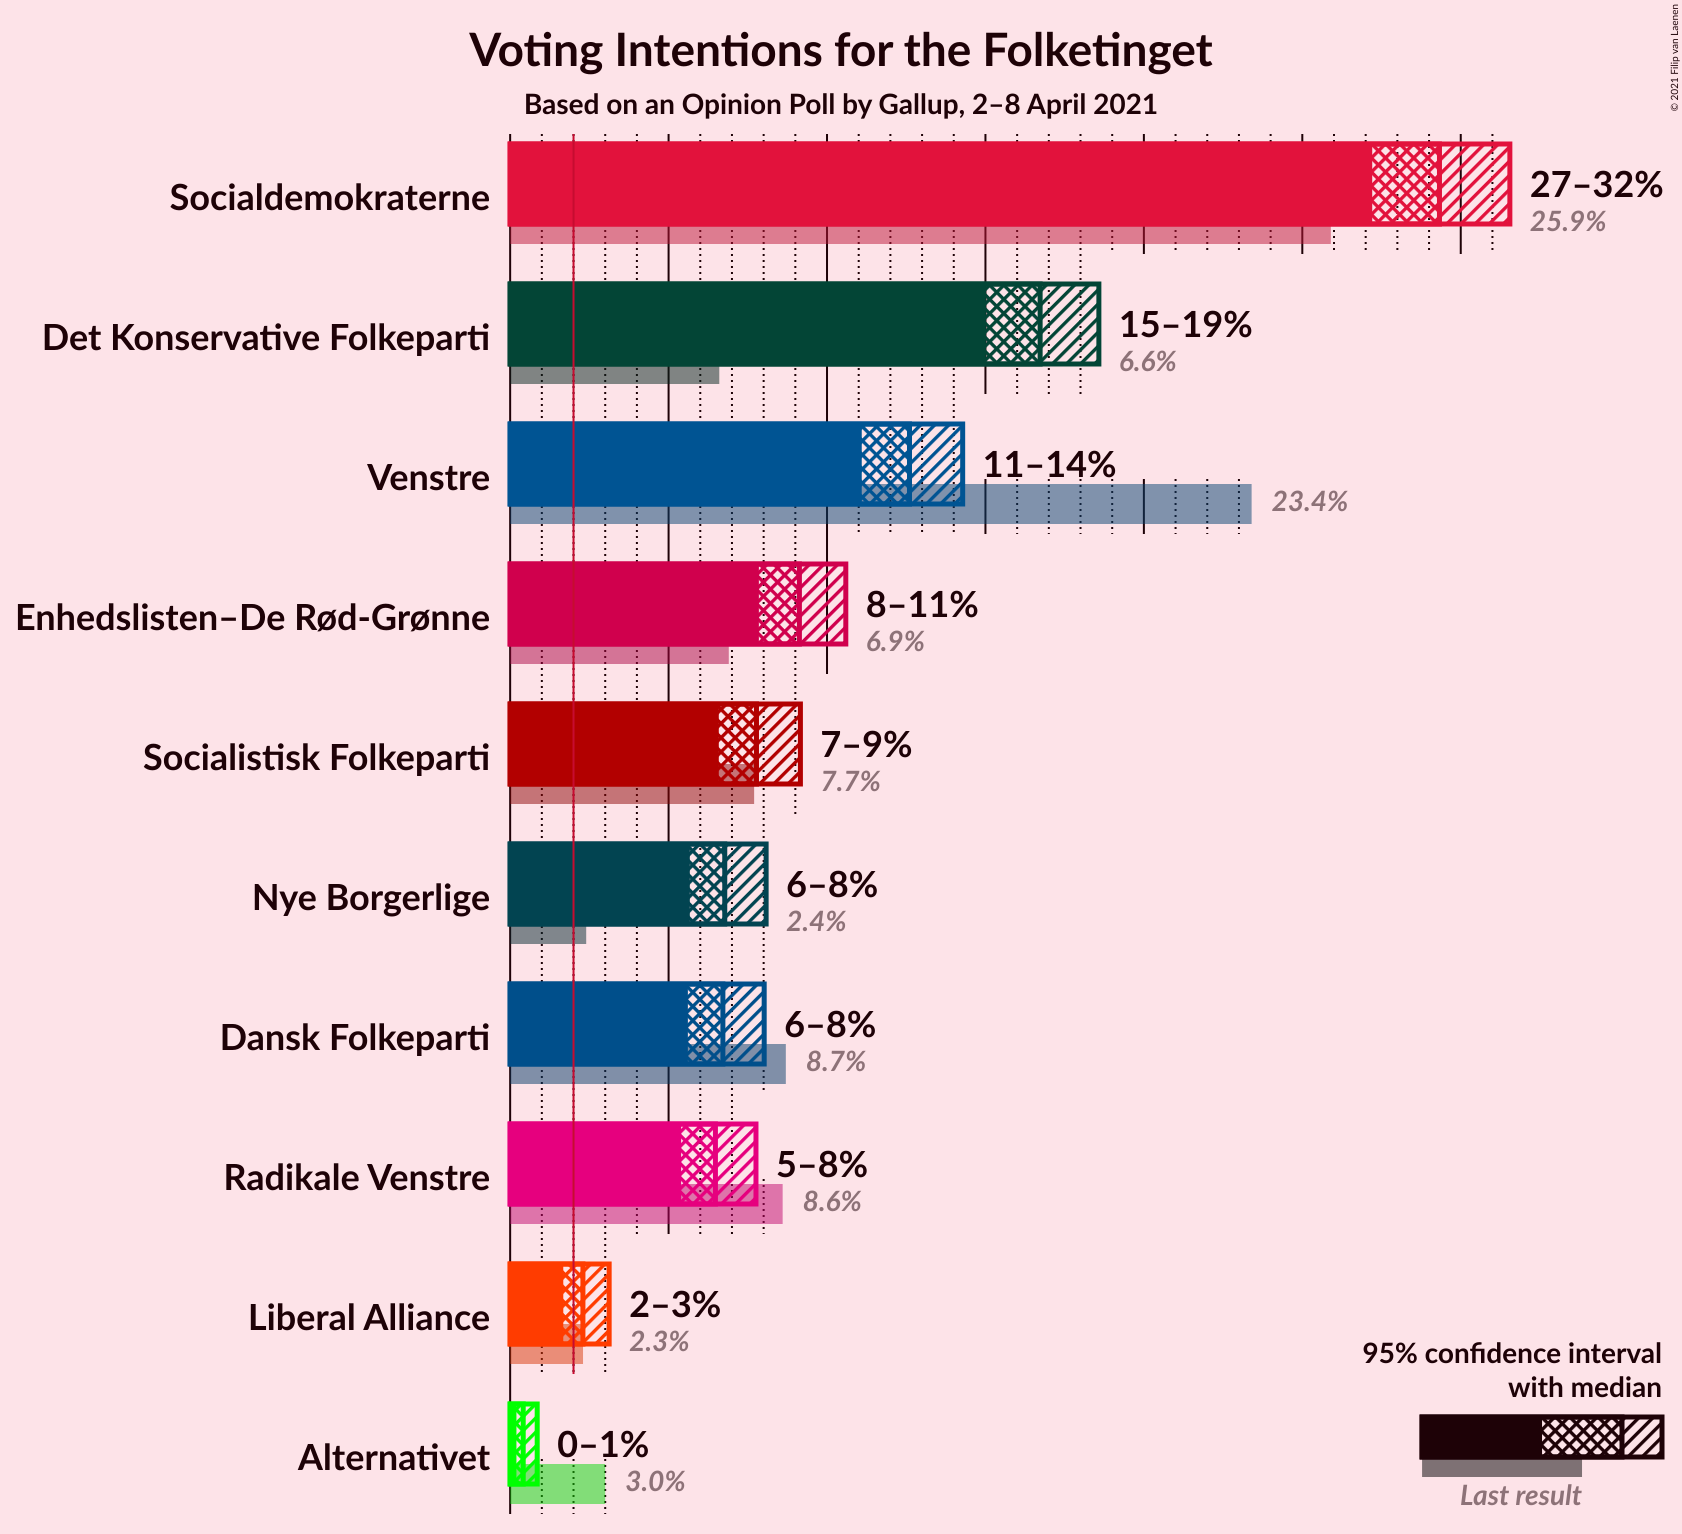 Voting Intentions for the Folketinget
Based on an Opinion Poll by Gallup, 2–8 April 2021
© 2021 Filip van Laenen
Socialdemokraterne
27–32%
25.9%
Det Konservative Folkeparti
15–19%
6.6%
Venstre
11–14%
23.4%
Enhedslisten–De Rød-Grønne
8–11%
6.9%
Socialistisk Folkeparti
7–9%
7.7%
Nye Borgerlige
6–8%
2.4%
Dansk Folkeparti
6–8%
8.7%
Radikale Venstre
5–8%
8.6%
Liberal Alliance
2–3%
2.3%
Alternativet
0–1%
3.0%
95% confidence interval
with median
Last result